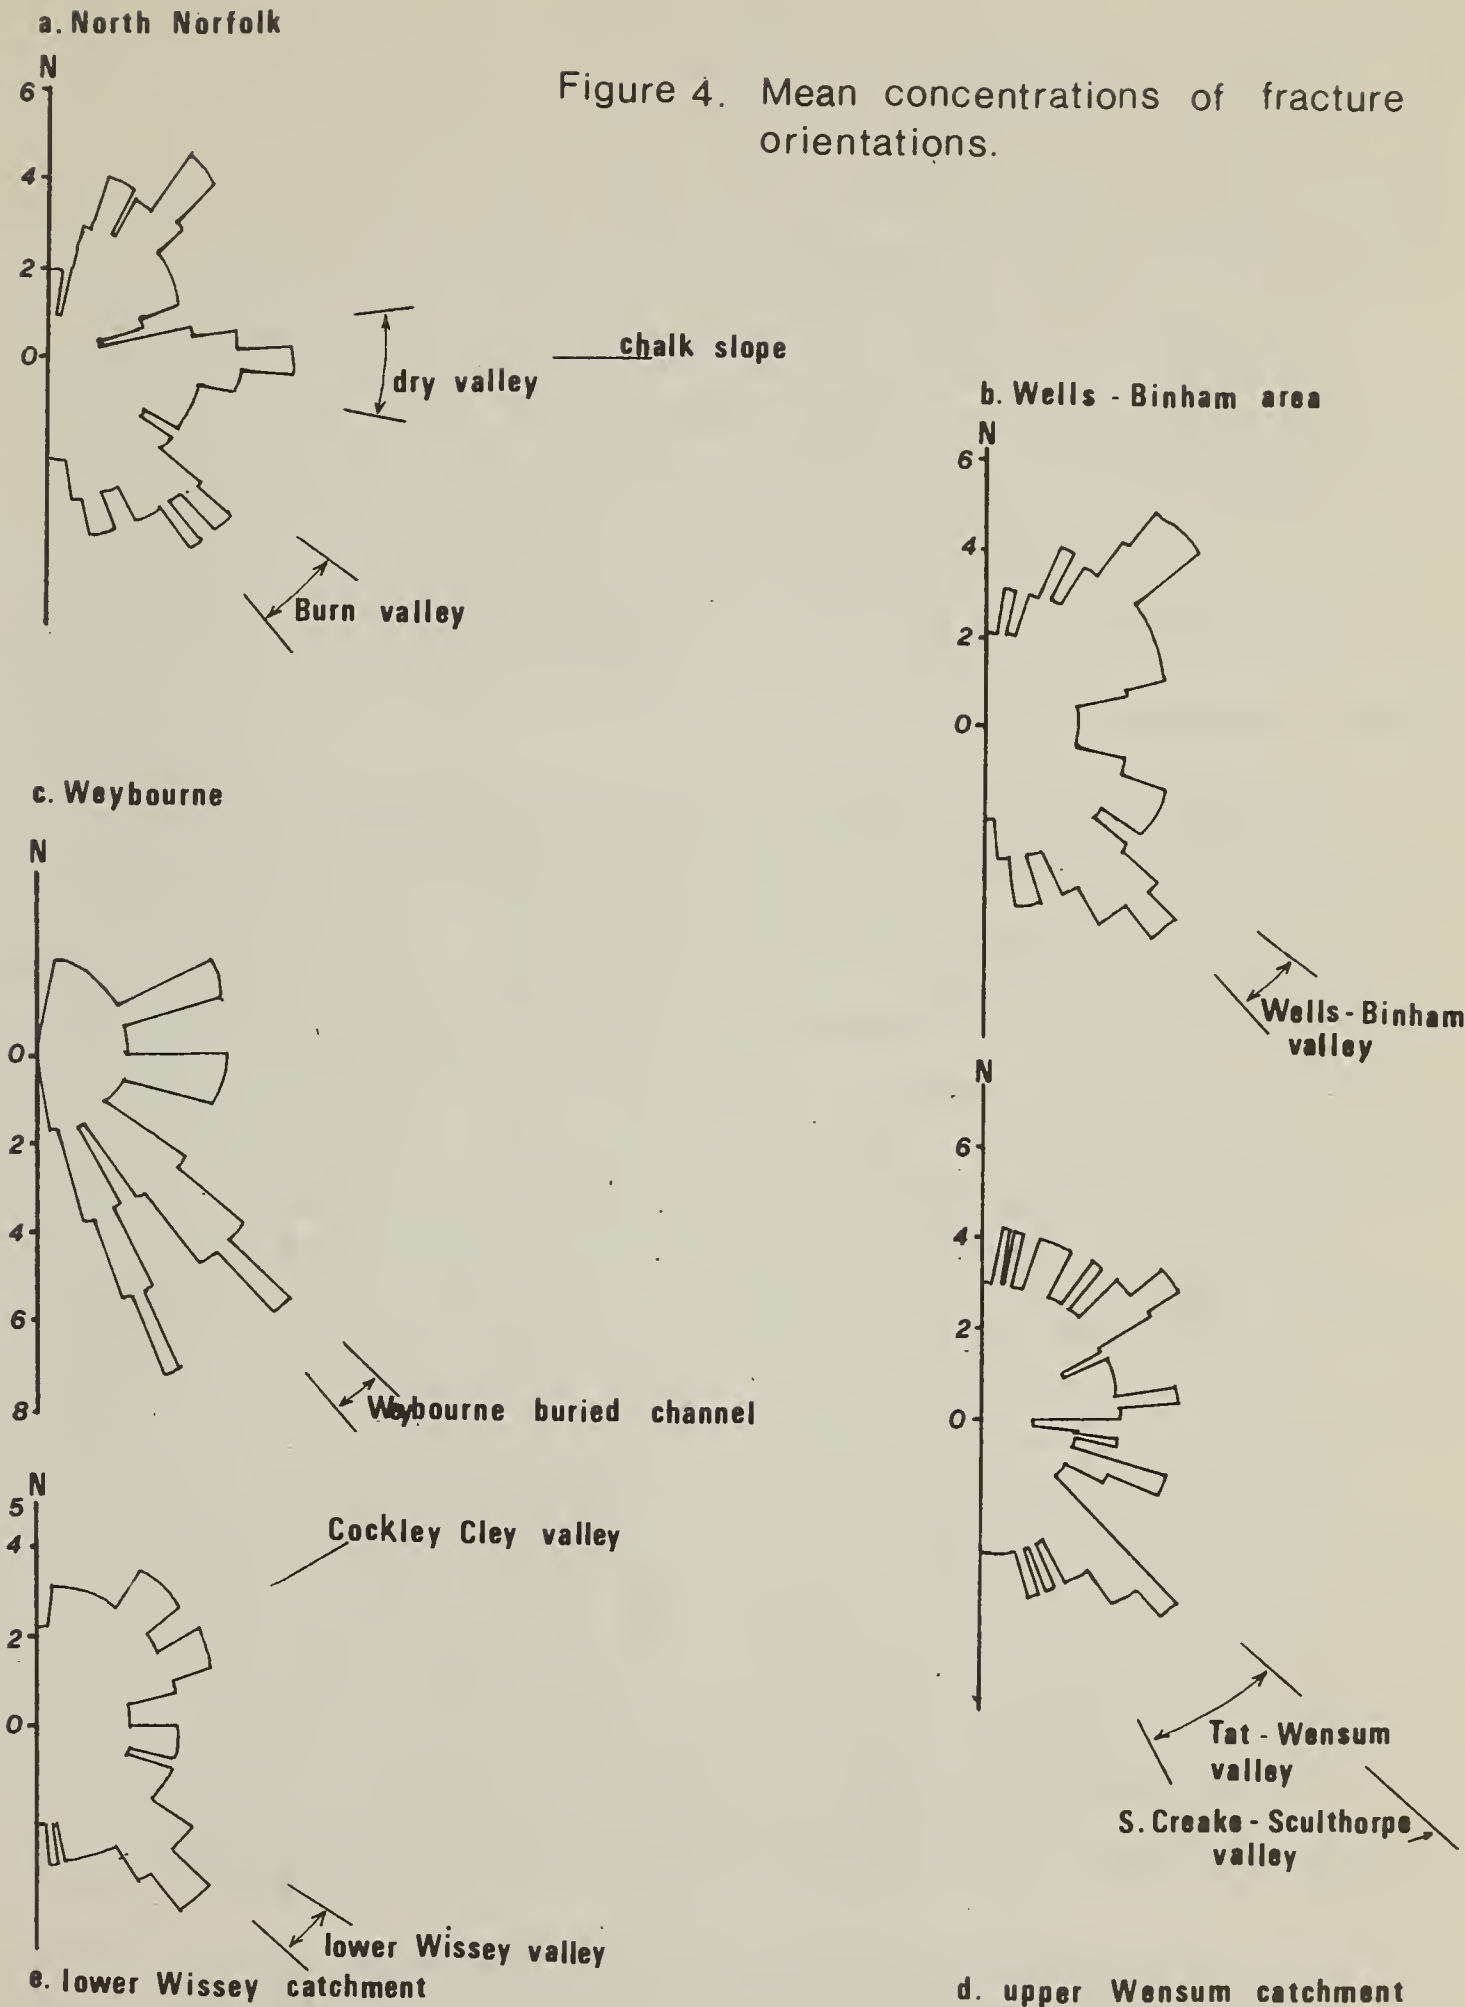 a. North Norfolk
N
6
4
2
0
Figure 4. Mean concentrations of fracture
orientations.
dry valley
chalk slope
Burn valley
b. Wells - Binham area
N
6
4
2
0
Wells - Binham
valley
c. Weybourne
N
0
2
4
6
8
Weybourne buried channel
N
6
4
2
0
Tat - Wensum
valley
S. Creake - Sculthorpe
valley
d. upper Wensum catchment
N
5
4
2
0
Cockley Cley valley
lower Wissey valley
e. lower Wissey catchment